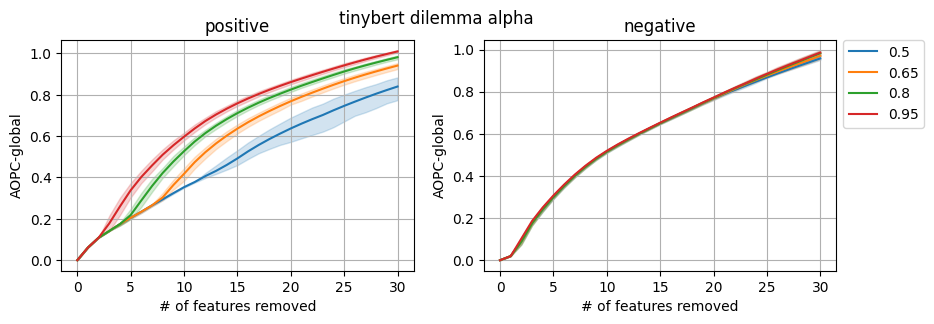 tinybert dilemma alpha
positive
1.0
0.8
0.6
0.4
0.2
0.0
AOPC-global
0 5 10 15 20 25 30
# of features removed
negative
1.0
0.8
0.6
0.4
0.2
0.0
AOPC-global
0 5 10 15 20 25 30
# of features removed
0.5
0.65
0.8
0.95